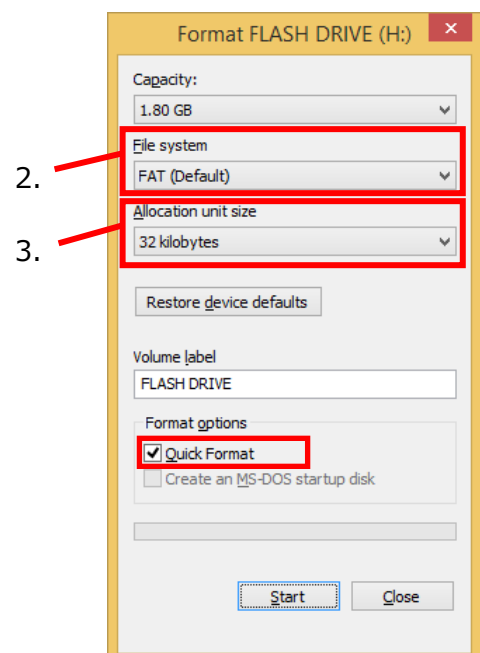 Format FLASH DRIVE (H:)
Capacity:
1.80 GB
2.
File system
FAT (Default)
3.
Allocation unit size
32 kilobytes
Restore device defaults
Volume label
FLASH DRIVE
Format options
Quick Format
Create an MS-DOS startup disk
Start Close